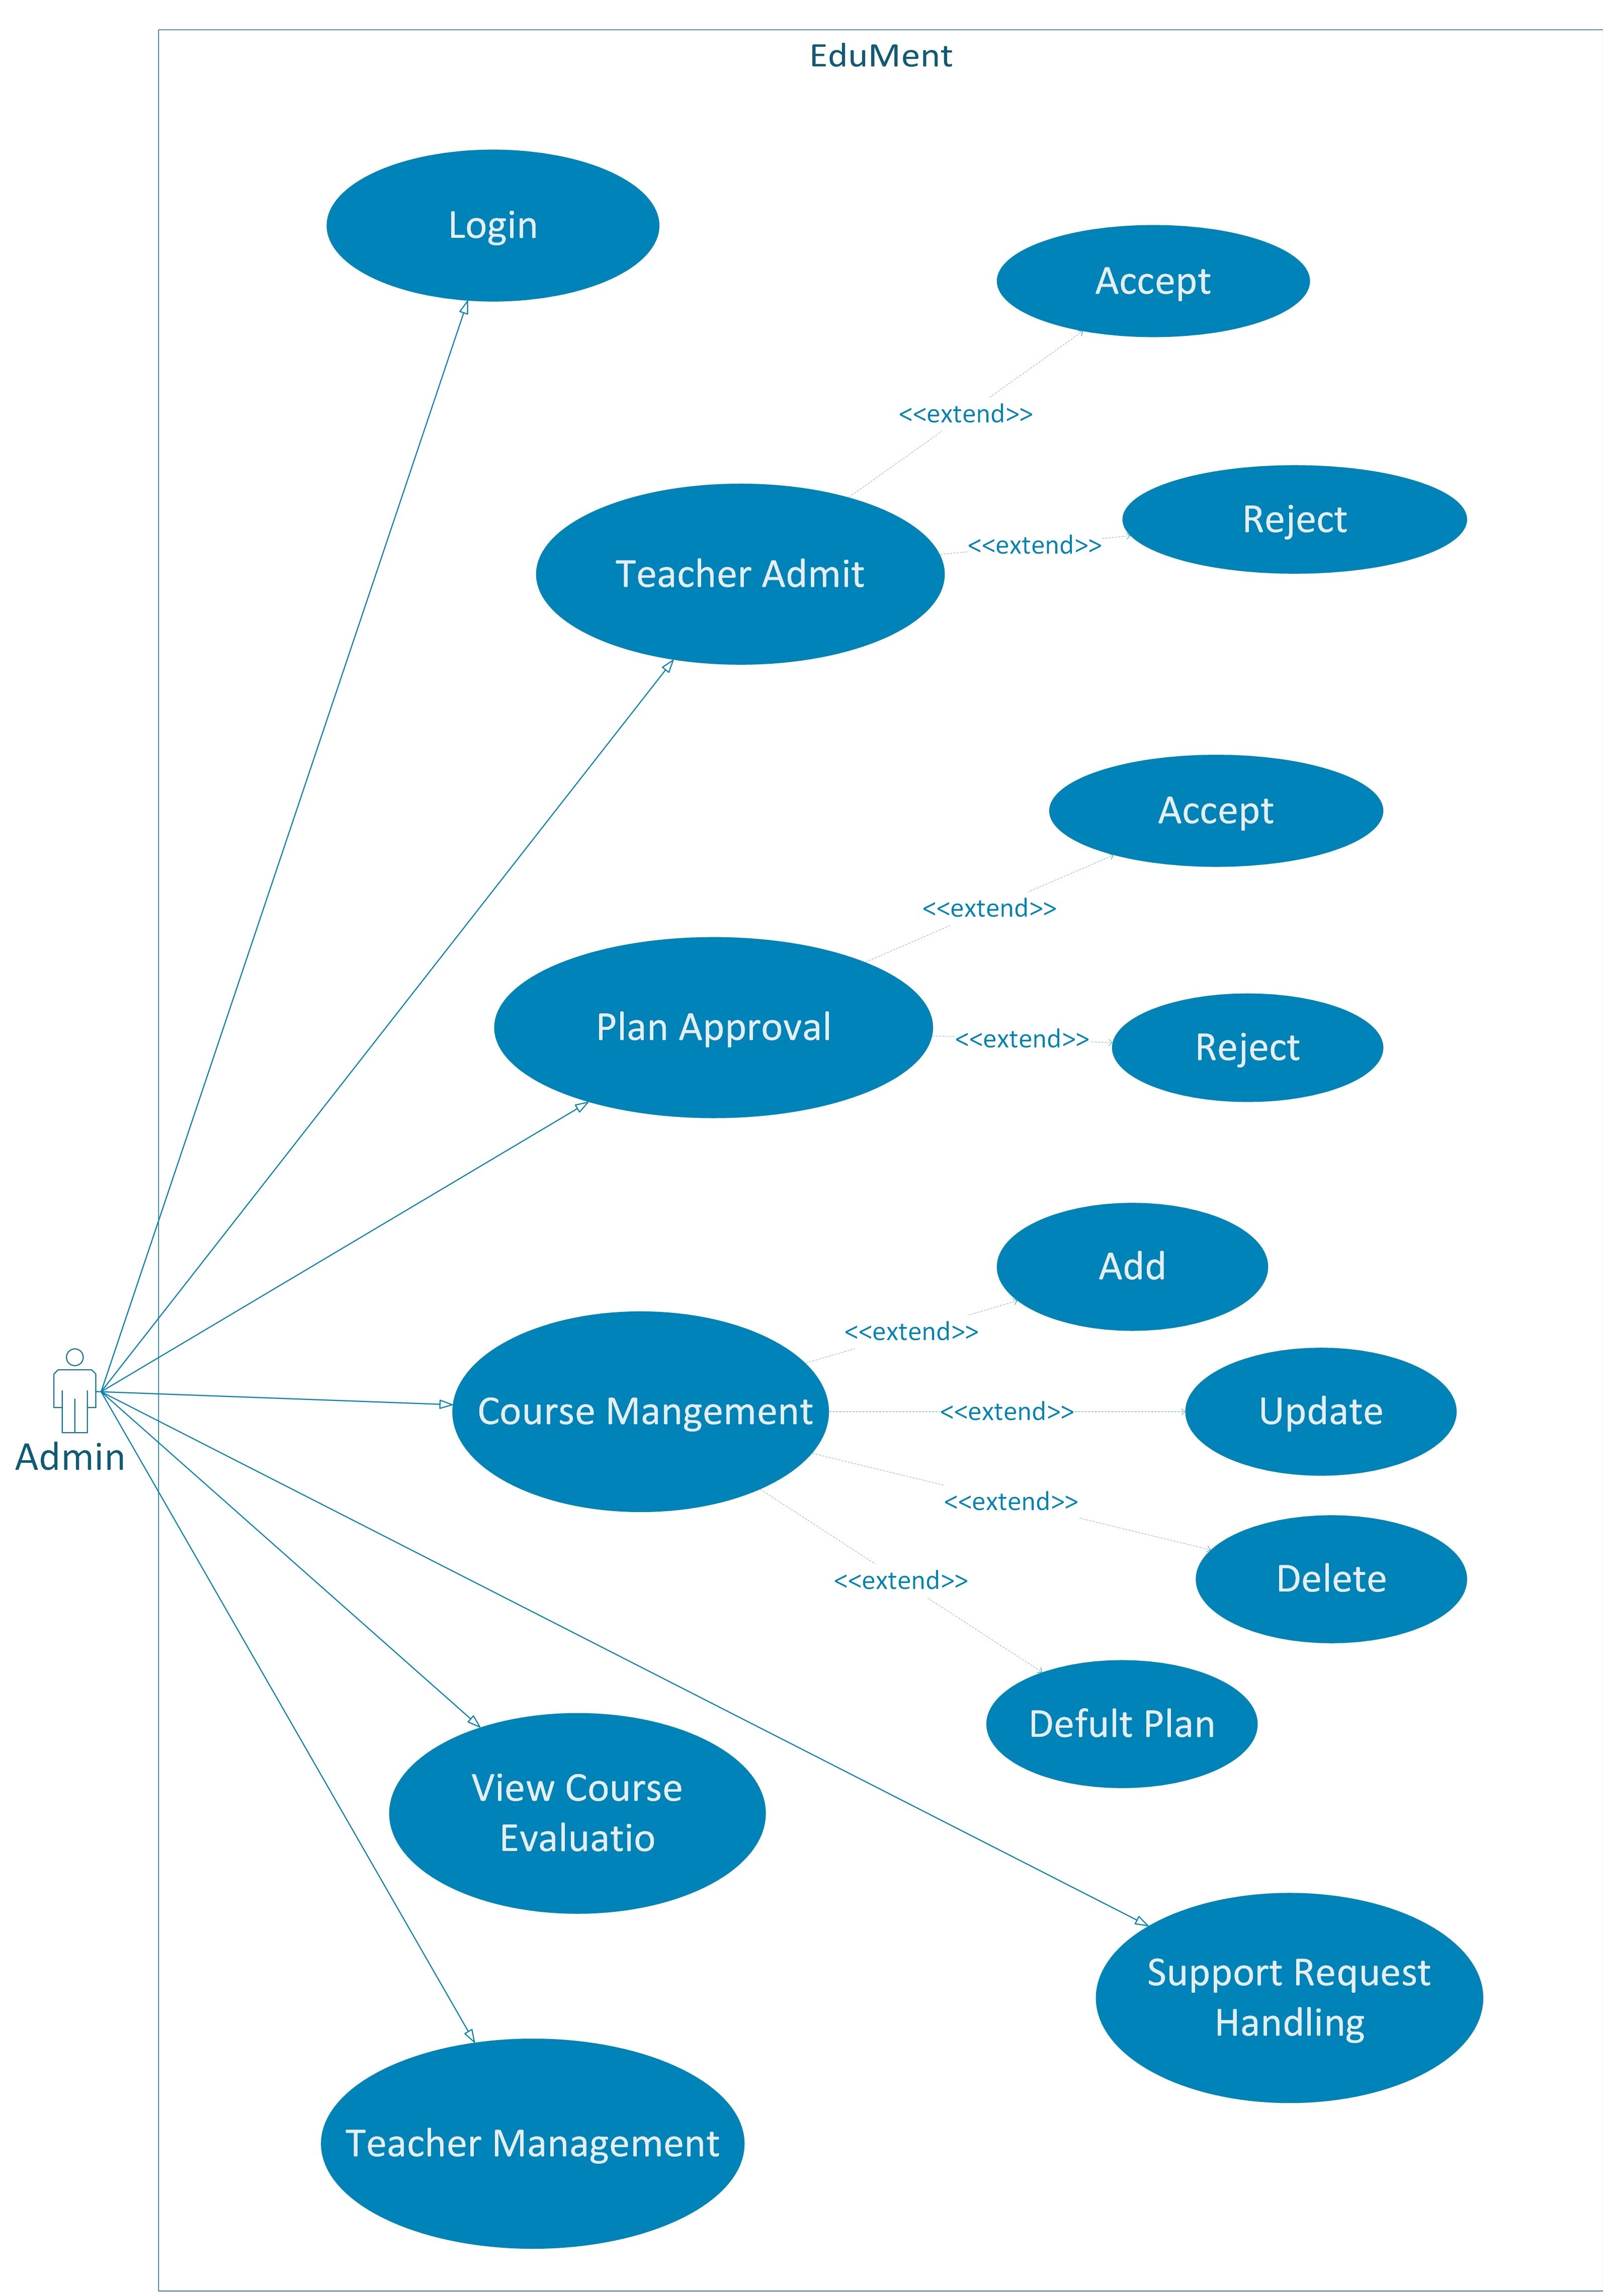 EduMent
Login
Accept
<<extend>>
Teacher Admit
<<extend>>
Reject
Accept
<<extend>>
Plan Approval
<<extend>>
Reject
Add
<<extend>>
Course Mangement
<<extend>>
Update
<<extend>>
Delete
<<extend>>
Defult Plan
Support Request
Handling
View Course
Evaluatio
Teacher Management
Admin